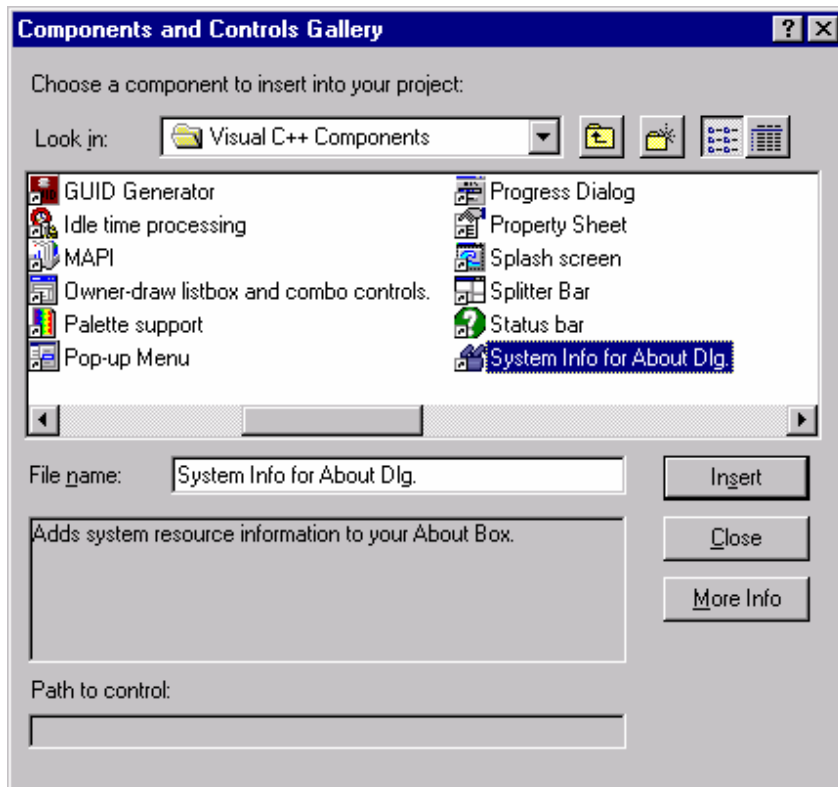 Components and Controls Gallery
Choose a component to insert into your project:
Look in: Visual C++ Components
GUID Generator
Idle time processing
MAPI
Owner-draw listbox and combo controls.
Palette support
Pop-up Menu
Progress Dialog
Property Sheet
Splash screen
Splitter Bar
Status bar
System Info for About Dlg.
File name: System Info for About Dlg.
Insert
Adds system resource information to your About Box.
Close
More Info
Path to control: